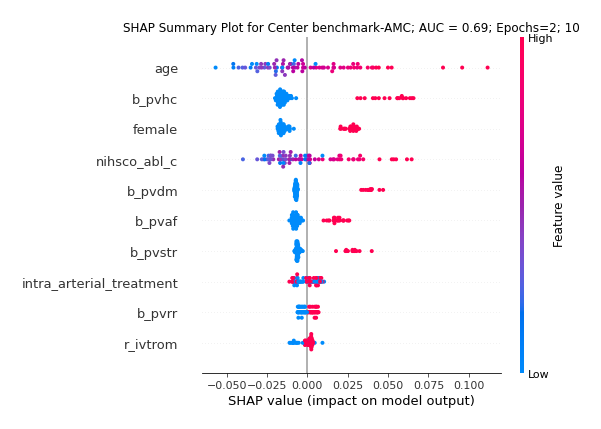 SHAP Summary Plot for Center benchmark-AMC; AUC = 0.69; Epochs=2; 10
High
age
b_pvhc
female
nihsco_abl_c
b_pvdm
b_pvaf
b_pvstr
intra_arterial_treatment
b_pvrr
r_ivtrom
Feature value
Low
−0.050 −0.025 0.000 0.025 0.050 0.075 0.100
SHAP value (impact on model output)